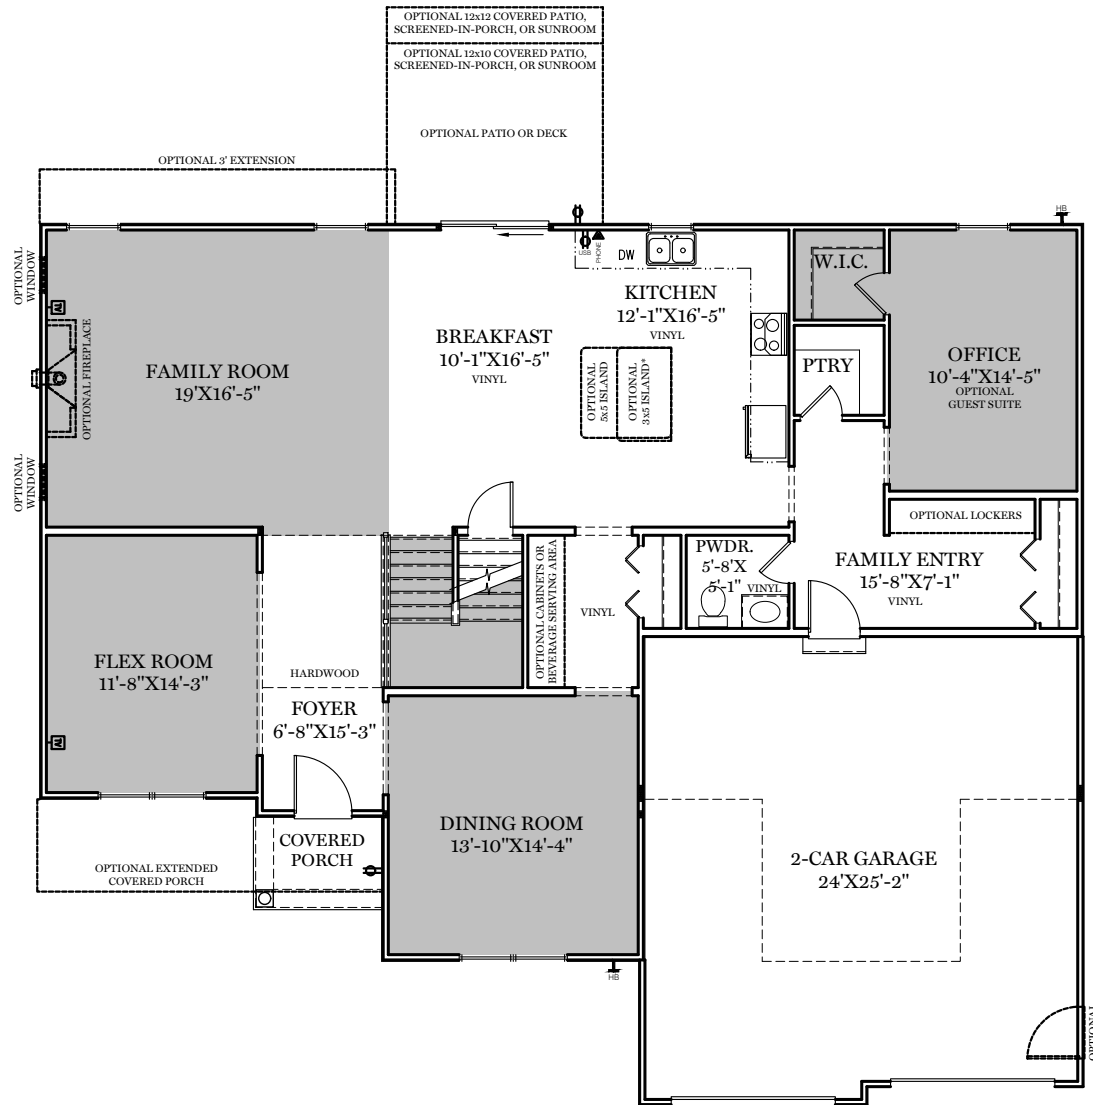 OPTIONAL 12x12 COVERED PATIO,
SCREENED-IN-PORCH, OR SUNROOM
OPTIONAL 12x10 COVERED PATIO,
SCREENED-IN-PORCH, OR SUNROOM
OPTIONAL PATIO OR DECK
OPTIONAL 3' EXTENSION
HB
OPTIONAL
WINDOW
TV
OPTIONAL FIREPLACE
OPTIONAL
WINDOW
FAMILY ROOM
19'X16'-5"
BREAKFAST
10'-1"X16'-5"
VINYL
USB
PHONE
DW
KITCHEN
12'-1"X16'-5"
VINYL
OPTIONAL
5x5 ISLAND
OPTIONAL
3x5 ISLAND*
W.I.C.
PTRY
OFFICE
10'-4"X14'-5"
OPTIONAL
GUEST SUITE
OPTIONAL LOCKERS
FAMILY ENTRY
15'-8"X7'-1"
VINYL
PWDR.
5'-8'X
5'-1"
VINYL
OPTIONAL CABINETS OR
BEVERAGE SERVING AREA
VINYL
FLEX ROOM
11'-8"X14'-3"
TV
HARDWOOD
FOYER
6'-8"X15'-3"
COVERED
PORCH
OPTIONAL EXTENDED
COVERED PORCH
DINING ROOM
13'-10"X14'-4"
HB
2-CAR GARAGE
24'X25'-2"
OPTIONAL